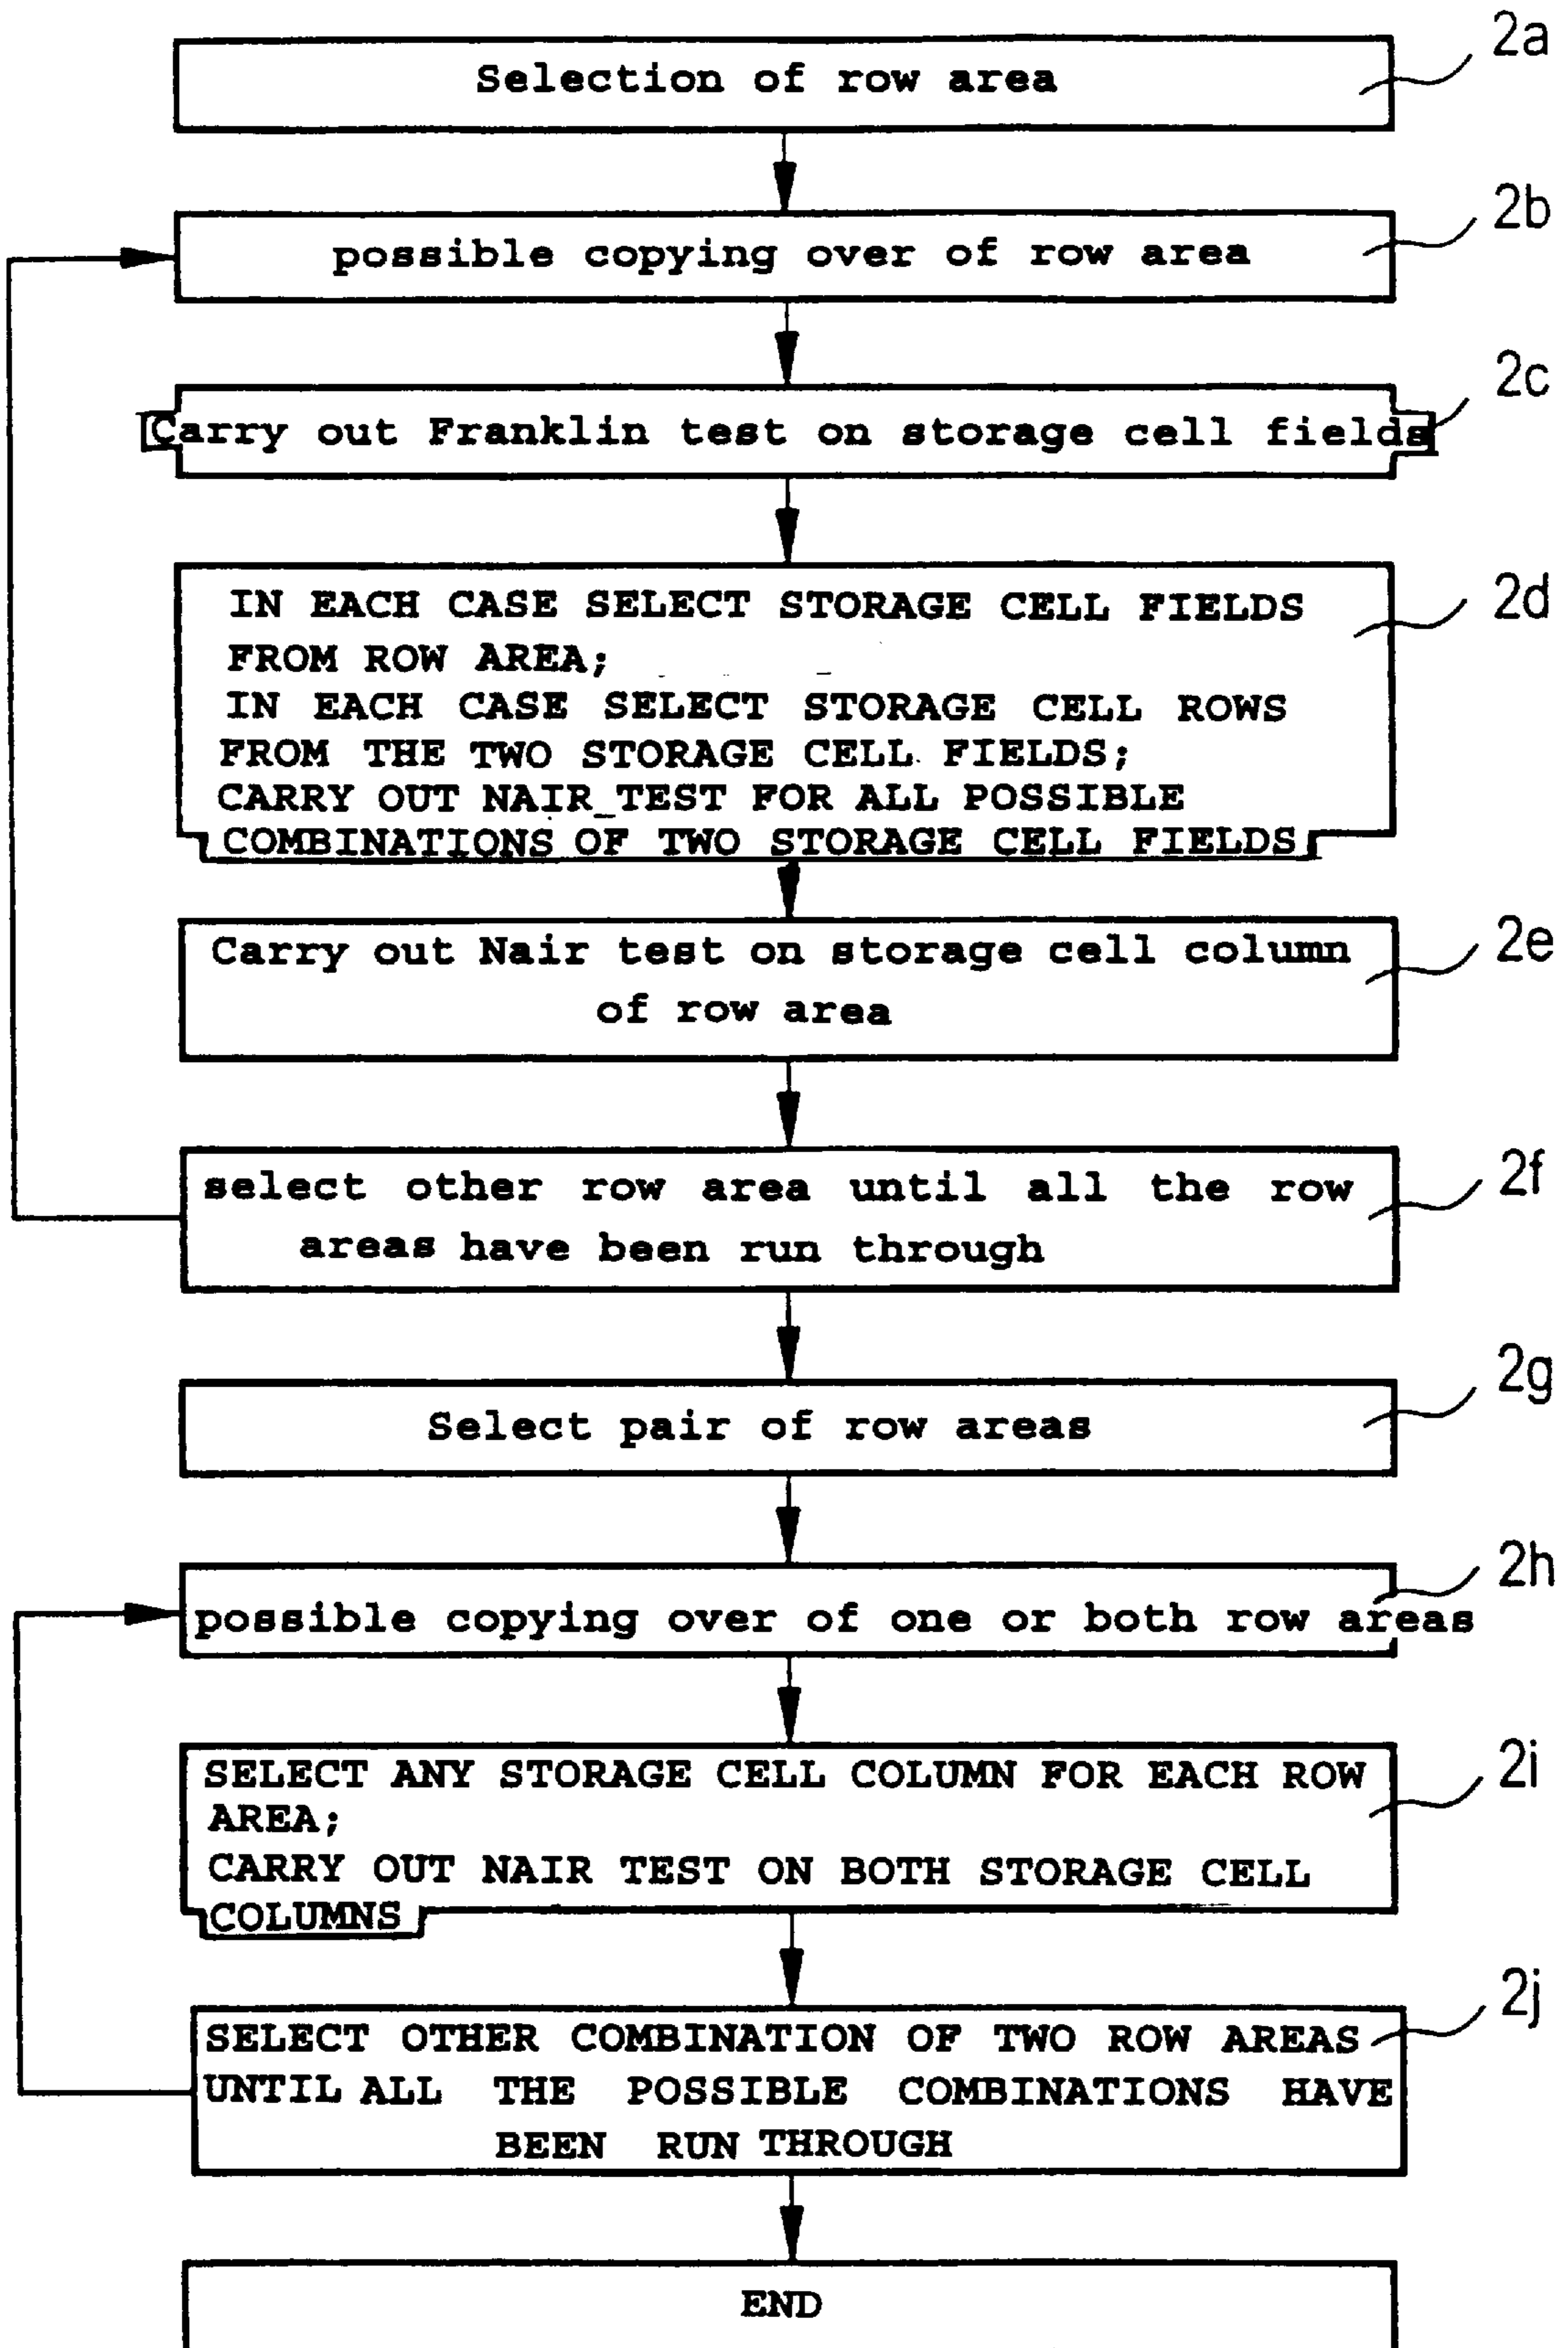 2a
Selection of row area
2b
possible copying over of row area
2c
Carry out Franklin test on storage cell fields
2d
IN EACH CASE SELECT STORAGE CELL FIELDS
FROM ROW AREA;
IN EACH CASE SELECT STORAGE CELL ROWS
FROM THE TWO STORAGE CELL FIELDS;
CARRY OUT NAIR_TEST FOR ALL POSSIBLE
COMBINATIONS OF TWO STORAGE CELL FIELDS
2e
Carry out Nair test on storage cell column
of row area
2f
select other row area until all the row
areas have been run through
2g
Select pair of row areas
2h
possible copying over of one or both row areas
2i
SELECT ANY STORAGE CELL COLUMN FOR EACH ROW
AREA;
CARRY OUT NAIR TEST ON BOTH STORAGE CELL
COLUMNS
2j
SELECT OTHER COMBINATION OF TWO ROW AREAS
UNTIL ALL THE POSSIBLE COMBINATIONS HAVE
BEEN RUN THROUGH
END